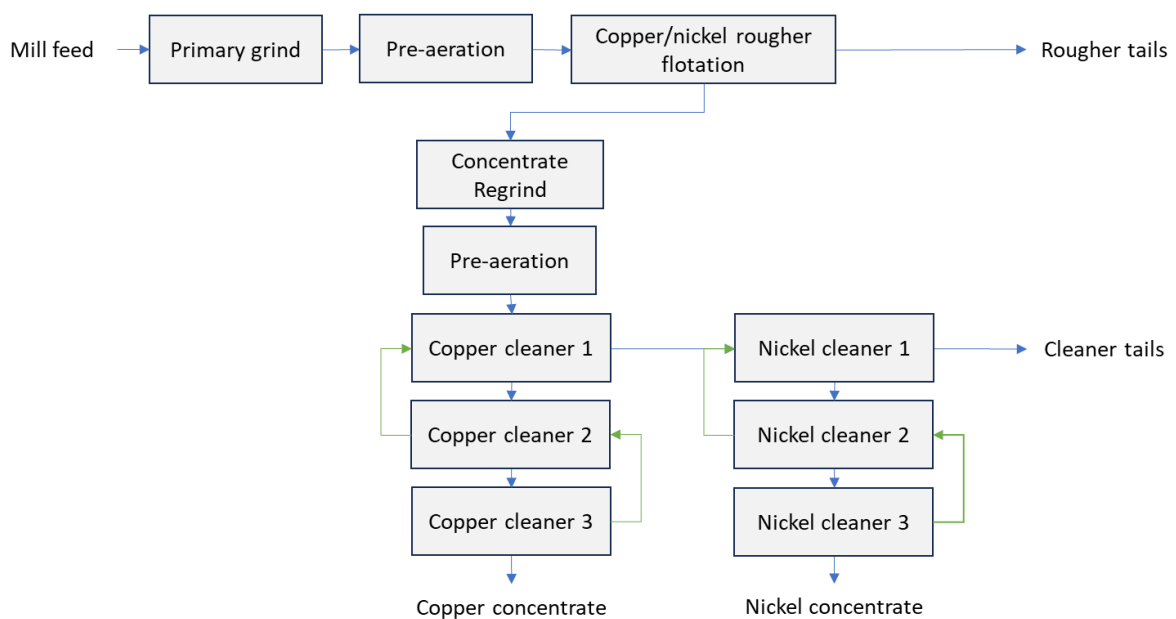 Mill feed
Primary grind
Pre-aeration
Copper/nickel rougher
flotation
Rougher tails
Concentrate
Regrind
Pre-aeration
Copper cleaner 1
Nickel cleaner 1
Cleaner tails
Copper cleaner 2
Nickel cleaner 2
Copper cleaner 3
Nickel cleaner 3
Copper concentrate
Nickel concentrate